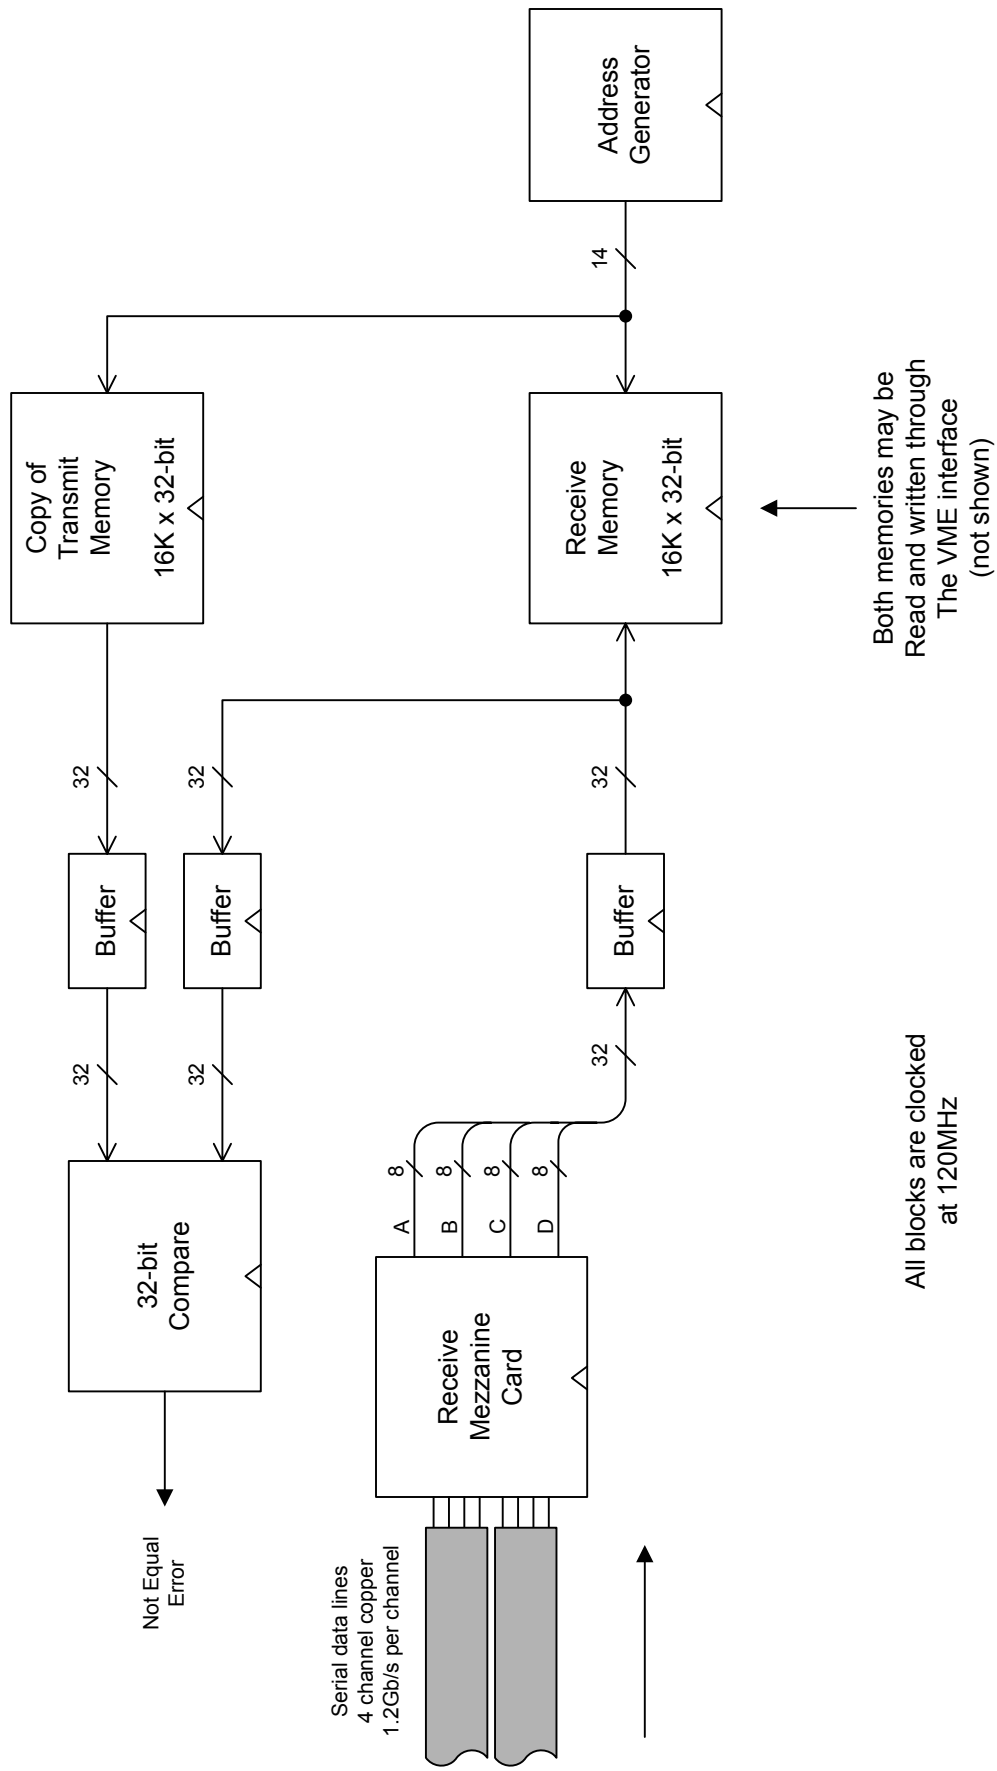 Not Equal
Error
32-bit
Compare
32
32
Buffer
Buffer
32
32
Copy of
Transmit
Memory
16K x 32-bit
Serial data lines
4 channel copper
1.2Gb/s per channel
Receive
Mezzanine
Card
A
8
B
8
C
8
D
8
32
Buffer
32
Receive
Memory
16K x 32-bit
14
Address
Generator
All blocks are clocked
at 120MHz
Both memories may be
Read and written through
The VME interface
(not shown)